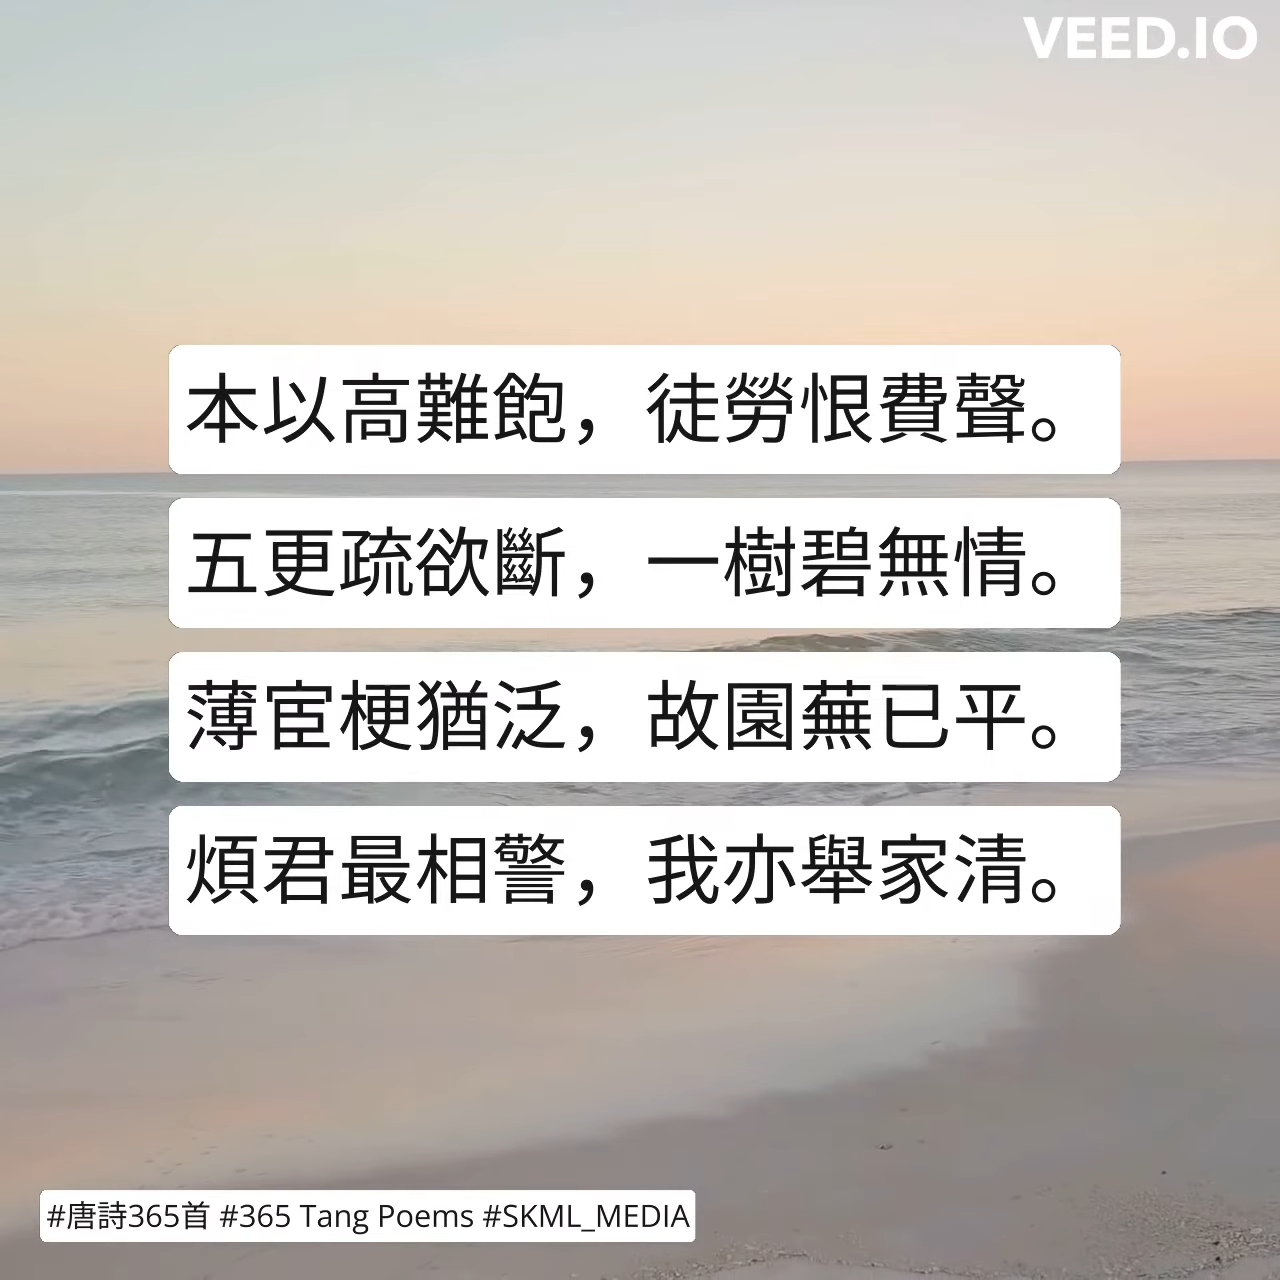 VEED.IO
本以高難飽，徒勞恨費聲。
五更疏欲斷，一樹碧無情。
薄宦梗猶泛，故園蕪已平。
煩君最相警，我亦舉家清。
#唐詩365首 #365 Tang Poems #SKML_MEDIA